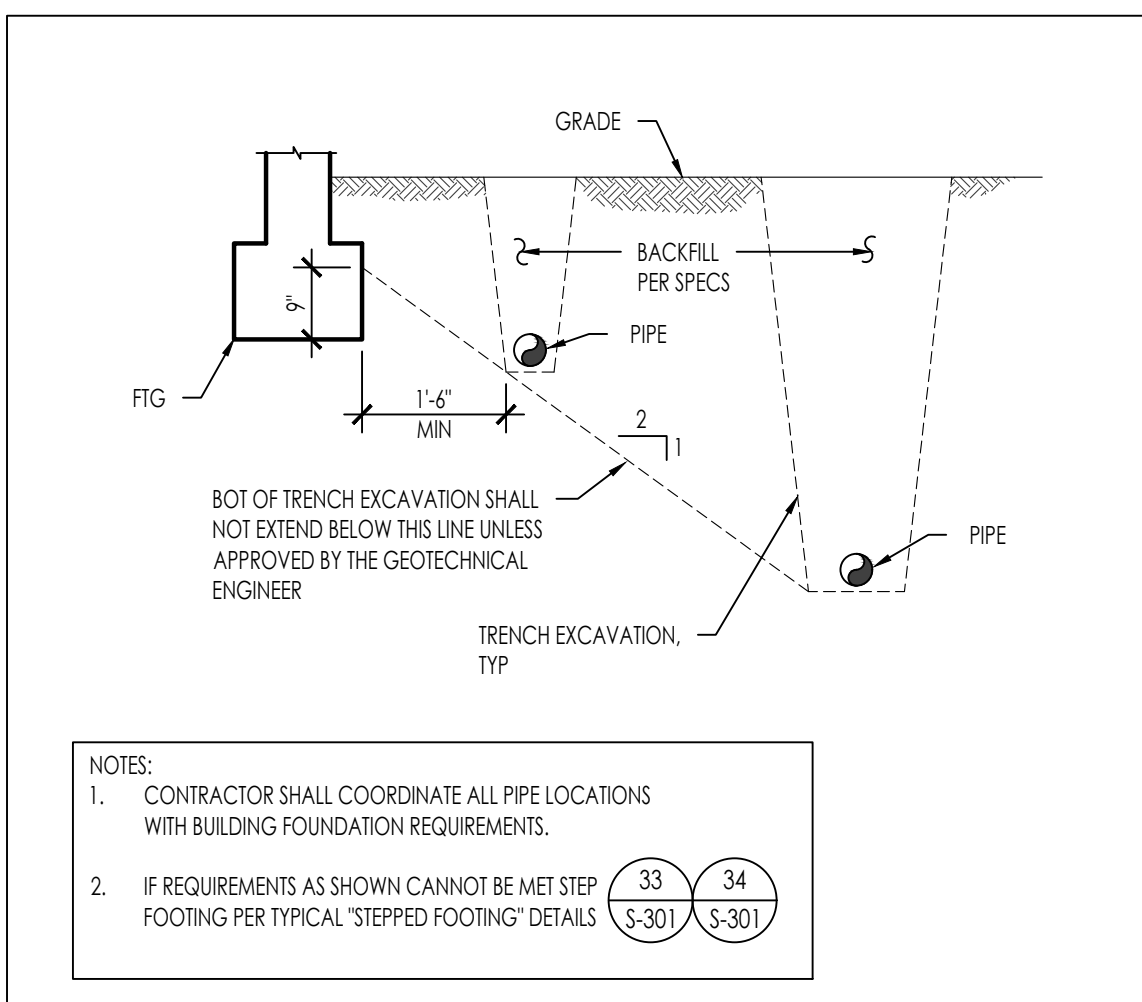 GRADE
BACKFILL
PER SPECS
9"
PIPE
FTG
1'-6"
MIN
2
1
BOT OF TRENCH EXCAVATION SHALL
NOT EXTEND BELOW THIS LINE UNLESS
APPROVED BY THE GEOTECHNICAL
ENGINEER
PIPE
TRENCH EXCAVATION,
TYP
NOTES:
1. CONTRACTOR SHALL COORDINATE ALL PIPE LOCATIONS
WITH BUILDING FOUNDATION REQUIREMENTS.
2. IF REQUIREMENTS AS SHOWN CANNOT BE MET STEP
FOOTING PER TYPICAL "STEPPED FOOTING" DETAILS
33 34
S-301 S-301